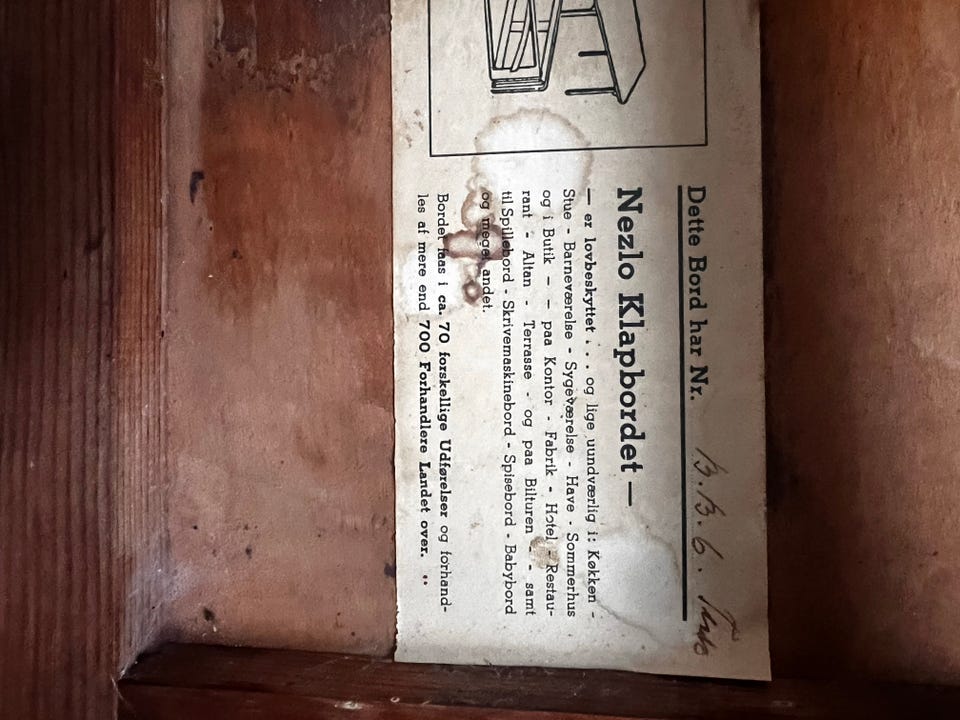 Dette Bord har Nr. B.B.6.
Nezlo Klapbordet —
— er lovbeskyttet . . . og lige uundværlig i: Køkken -
Stue - Barneværelse - Sygeværelse - Have - Sommerhus
og i Butik — — paa Kontor - Fabrik - Hotel - Restau-
rant - Altan - Terrasse - og paa Bilturen - - samt
til Spillebord - Skrivemaskinebord - Spisebord - Babybord
og meget andet.
Bordet faas i ca. 70 forskellige Udførelser og forhand-
les af mere end 700 Forhandlere Landet over. ..